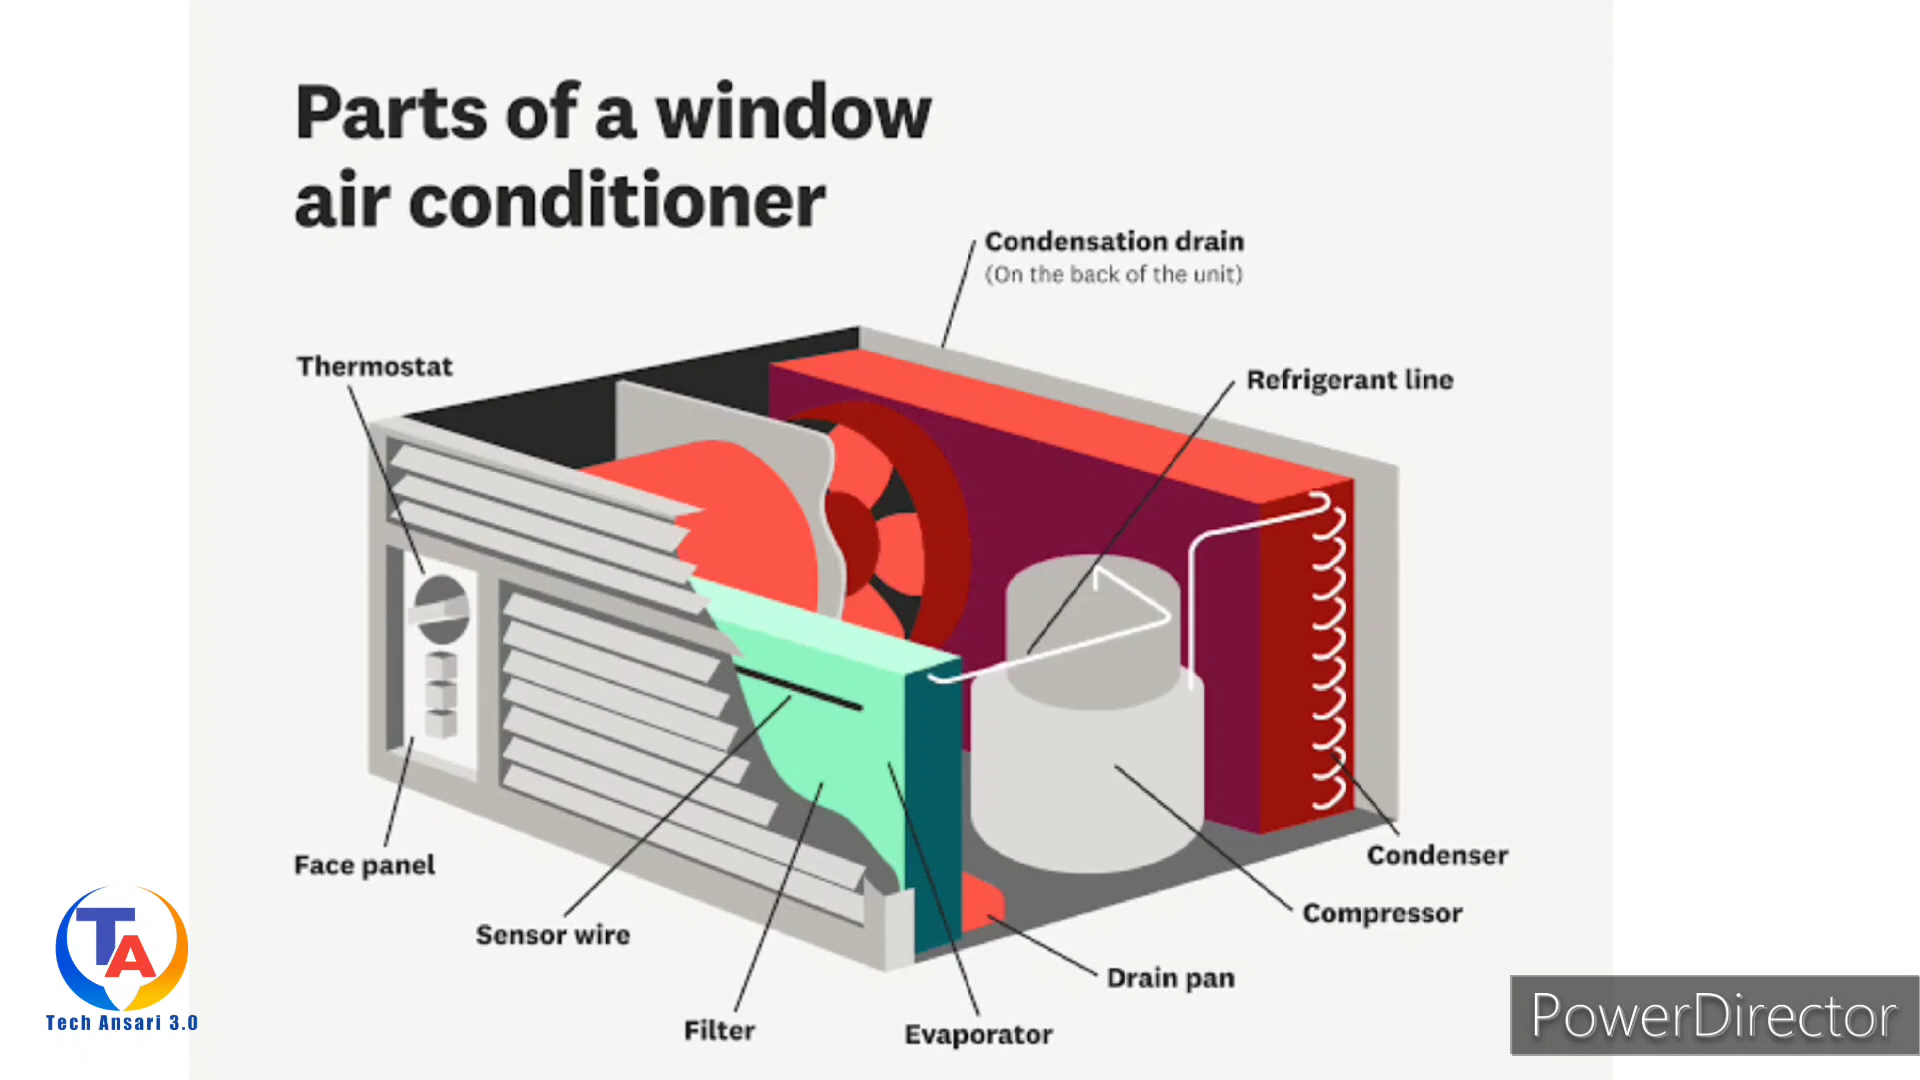 Parts of a window
air conditioner
Condensation drain
(On the back of the unit)
Thermostat
Refrigerant line
Face panel
Condenser
Compressor
Sensor wire
Drain pan
Filter
Evaporator
TA
Tech Ansari 3.0
PowerDirector